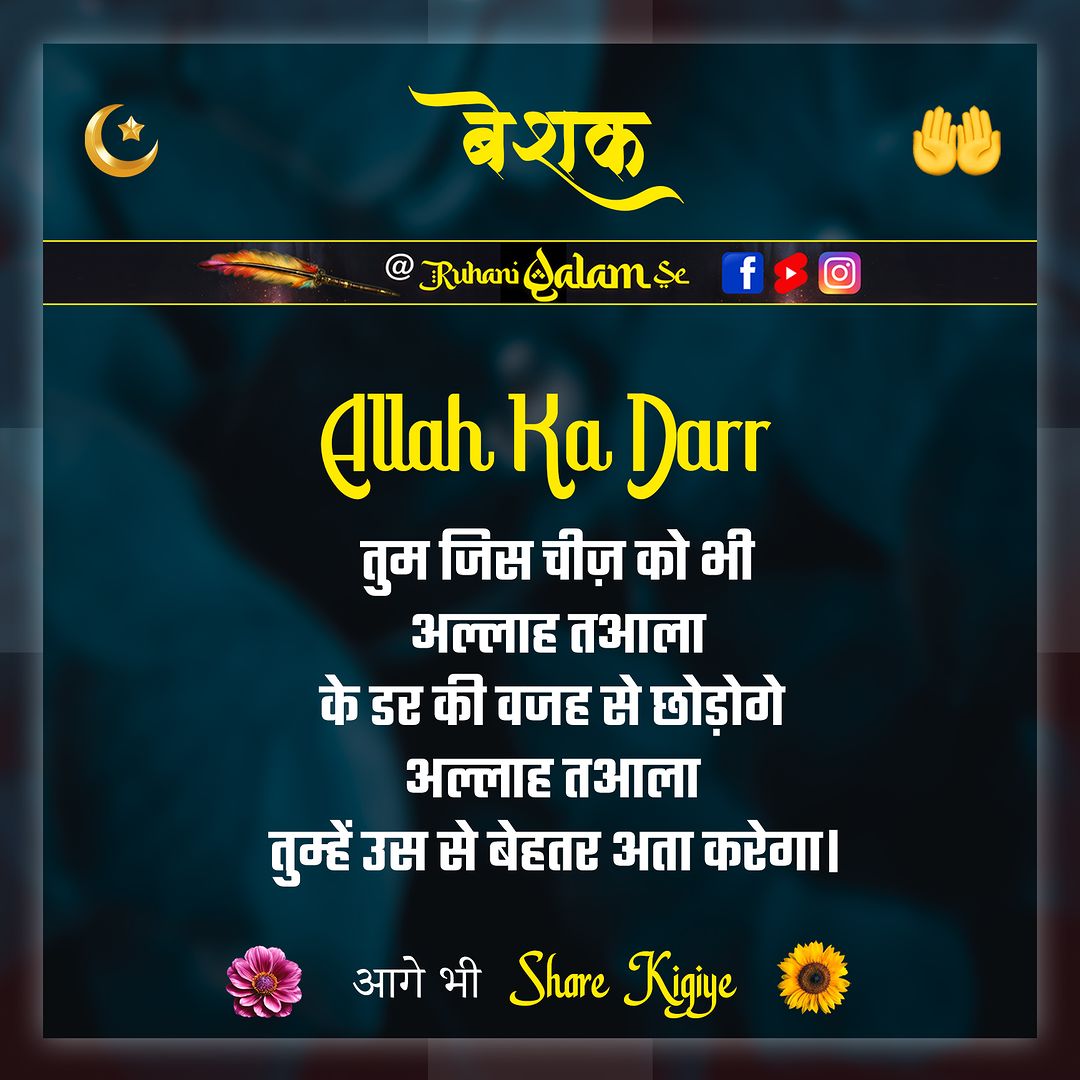 बेशक
@ Ruhani Qalam Se
Allah Ka Darr
तुम जिस चीज़ को भी
अल्लाह तआला
के डर की वजह से छोड़ोगे
अल्लाह तआला
तुम्हें उस से बेहतर अता करेगा।
आगे भी Share Kigiye